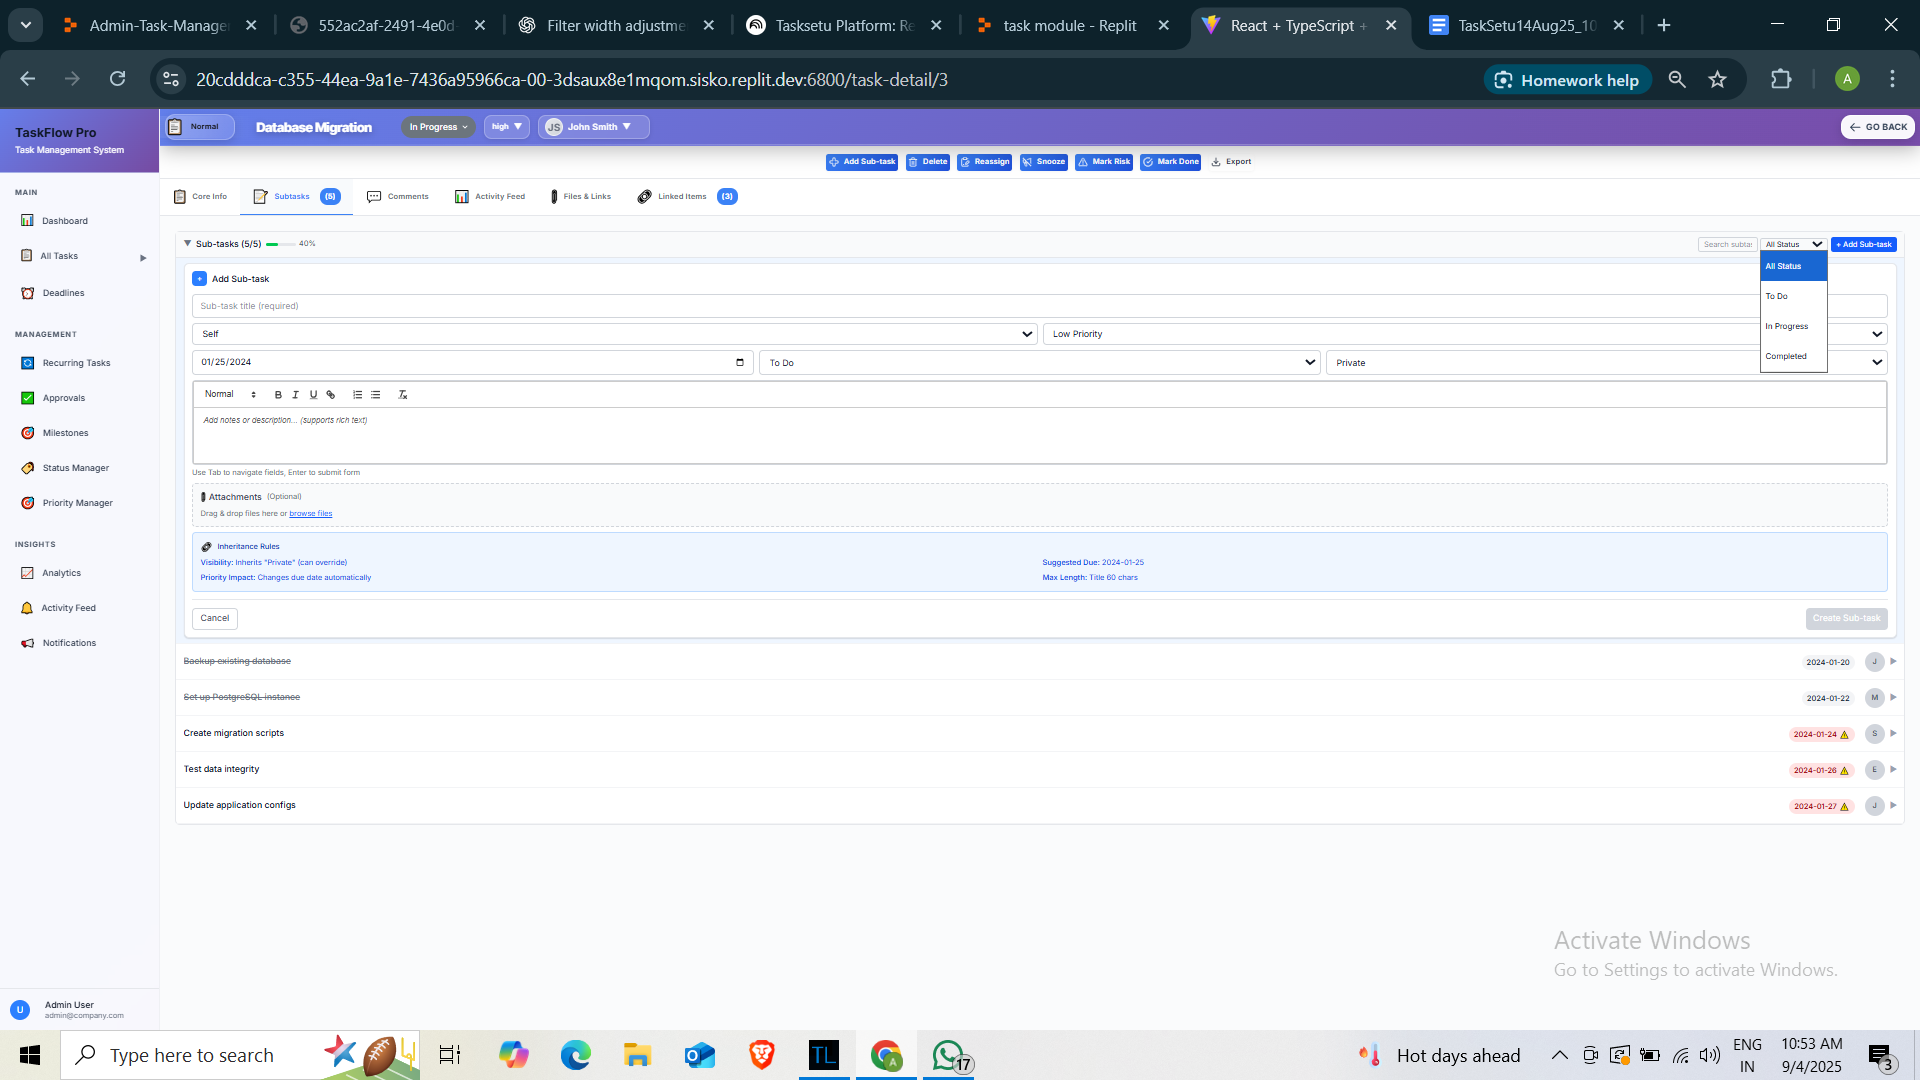 Admin-Task-Manage
552ac2af-2491-4e0d-
Filter width adjustme
Tasksetu Platform: Re
task module - Replit
React + TypeScript +
TaskSetu14Aug25_10
20cdddca-c355-44ea-9a1e-7436a95966ca-00-3dsaux8e1mqom.sisko.replit.dev:6800/task-detail/3
Homework help
A
TaskFlow Pro
Task Management System
Normal
Database Migration
In Progress
high ▼
JS John Smith ▼
← GO BACK
Add Sub-task
Delete
Reassign
Snooze
Mark Risk
Mark Done
Export
MAIN
Dashboard
All Tasks
Deadlines
MANAGEMENT
Recurring Tasks
Approvals
Milestones
Status Manager
Priority Manager
INSIGHTS
Analytics
Activity Feed
Notifications
U
Admin User
admin@company.com
Core Info
Subtasks (5)
Comments
Activity Feed
Files & Links
Linked Items (3)
▼ Sub-tasks (5/5) 40%
Search subta
All Status
+ Add Sub-task
All Status
To Do
In Progress
Completed
+ Add Sub-task
Sub-task title (required)
Self
Low Priority
01/25/2024
To Do
Private
Normal
B I U
Add notes or description... (supports rich text)
Use Tab to navigate fields, Enter to submit form
Attachments (Optional)
Drag & drop files here or browse files
Inheritance Rules
Visibility: Inherits "Private" (can override)
Suggested Due: 2024-01-25
Priority Impact: Changes due date automatically
Max Length: Title 60 chars
Cancel
Create Sub-task
Backup existing database 2024-01-20 J
Set up PostgreSQL instance 2024-01-22 M
Create migration scripts 2024-01-24 S
Test data integrity 2024-01-26 E
Update application configs 2024-01-27 J
Activate Windows
Go to Settings to activate Windows.
Type here to search
TL
A
17
Hot days ahead
ENG
IN
10:53 AM
9/4/2025
3